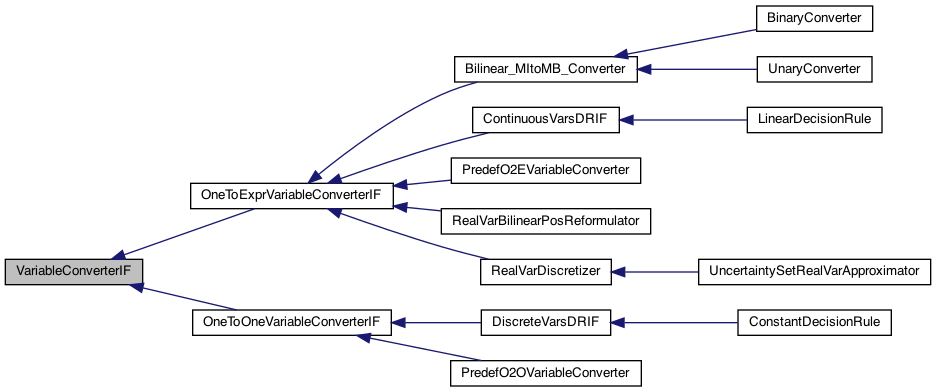 BinaryConverter
Bilinear_MItoMB_Converter
UnaryConverter
ContinuousVarsDRIF
LinearDecisionRule
PredefO2EVariableConverter
OneToExprVariableConverterIF
RealVarBilinearPosReformulator
VariableConverterIF
RealVarDiscretizer
UncertaintySetRealVarApproximator
OneToOneVariableConverterIF
DiscreteVarsDRIF
ConstantDecisionRule
PredefO2OVariableConverter